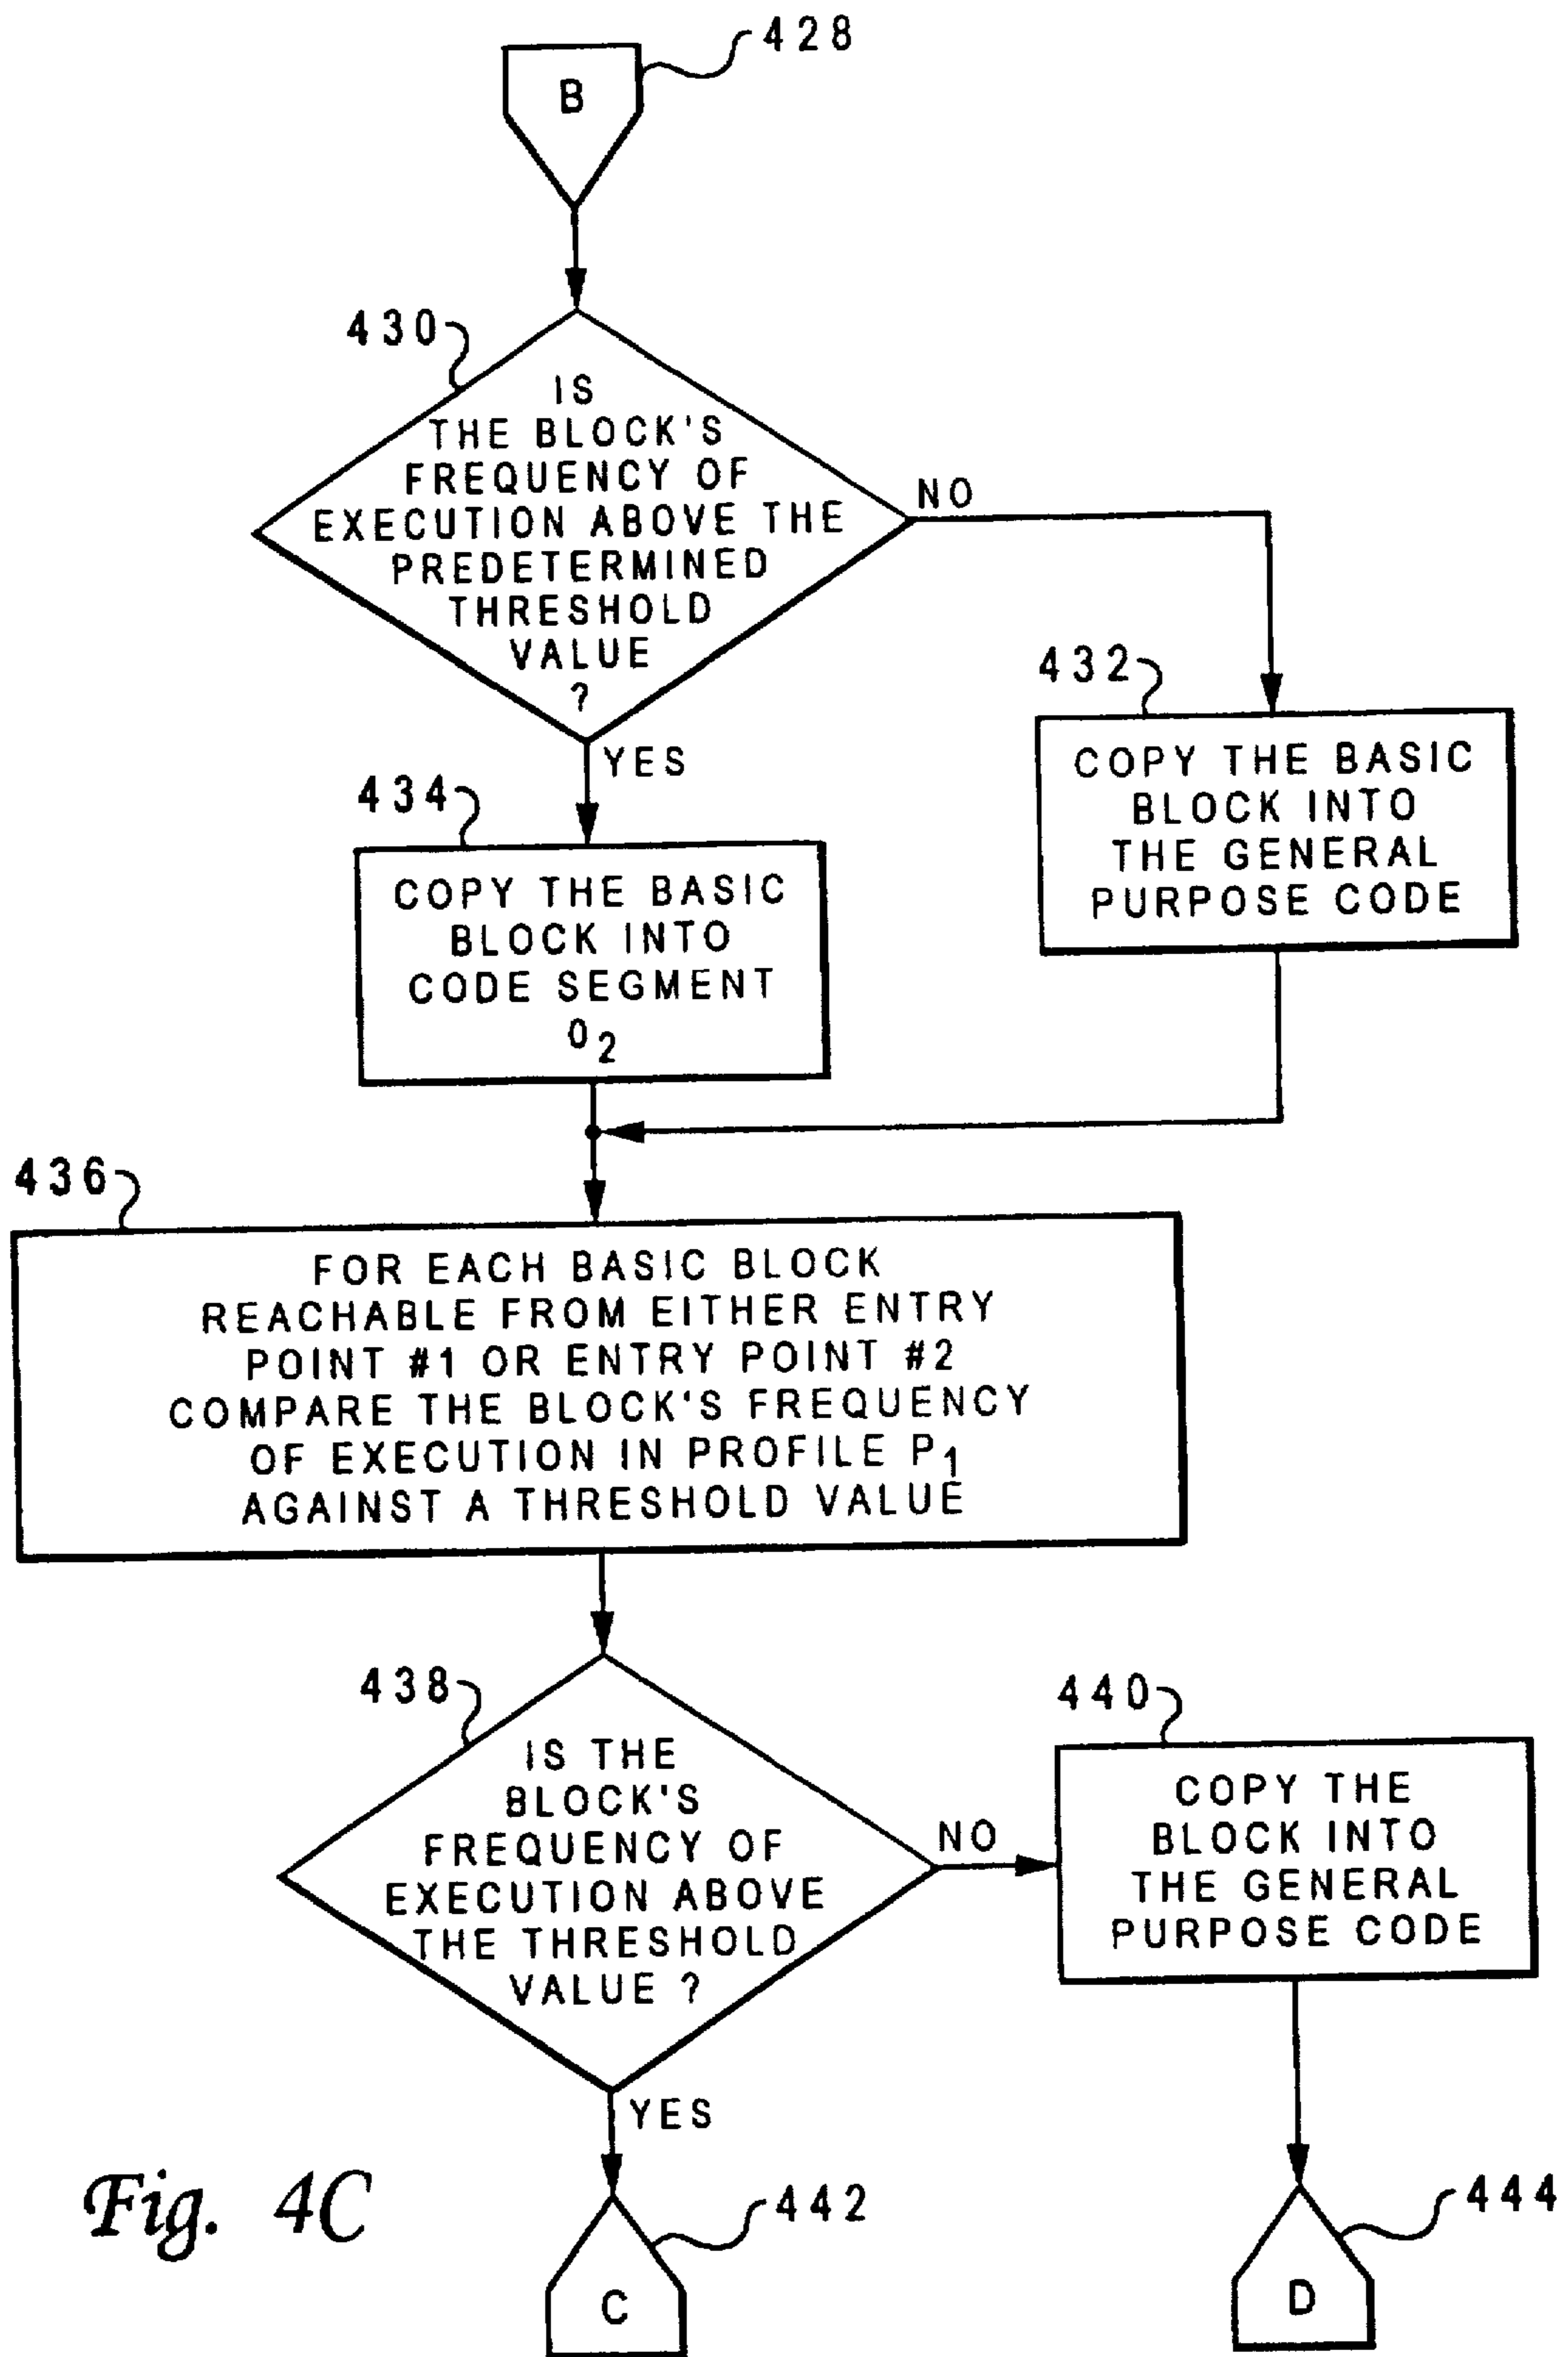 428
B
430
IS
THE BLOCK'S
FREQUENCY OF
EXECUTION ABOVE THE
PREDETERMINED
THRESHOLD
VALUE
?
NO
YES
432
COPY THE BASIC
BLOCK INTO
THE GENERAL
PURPOSE CODE
434
COPY THE BASIC
BLOCK INTO
CODE SEGMENT
O2
436
FOR EACH BASIC BLOCK
REACHABLE FROM EITHER ENTRY
POINT #1 OR ENTRY POINT #2
COMPARE THE BLOCK'S FREQUENCY
OF EXECUTION IN PROFILE P1
AGAINST A THRESHOLD VALUE
438
IS THE
BLOCK'S
FREQUENCY OF
EXECUTION ABOVE
THE THRESHOLD
VALUE ?
NO
YES
440
COPY THE
BLOCK INTO
THE GENERAL
PURPOSE CODE
442
C
444
D
Fig. 4C